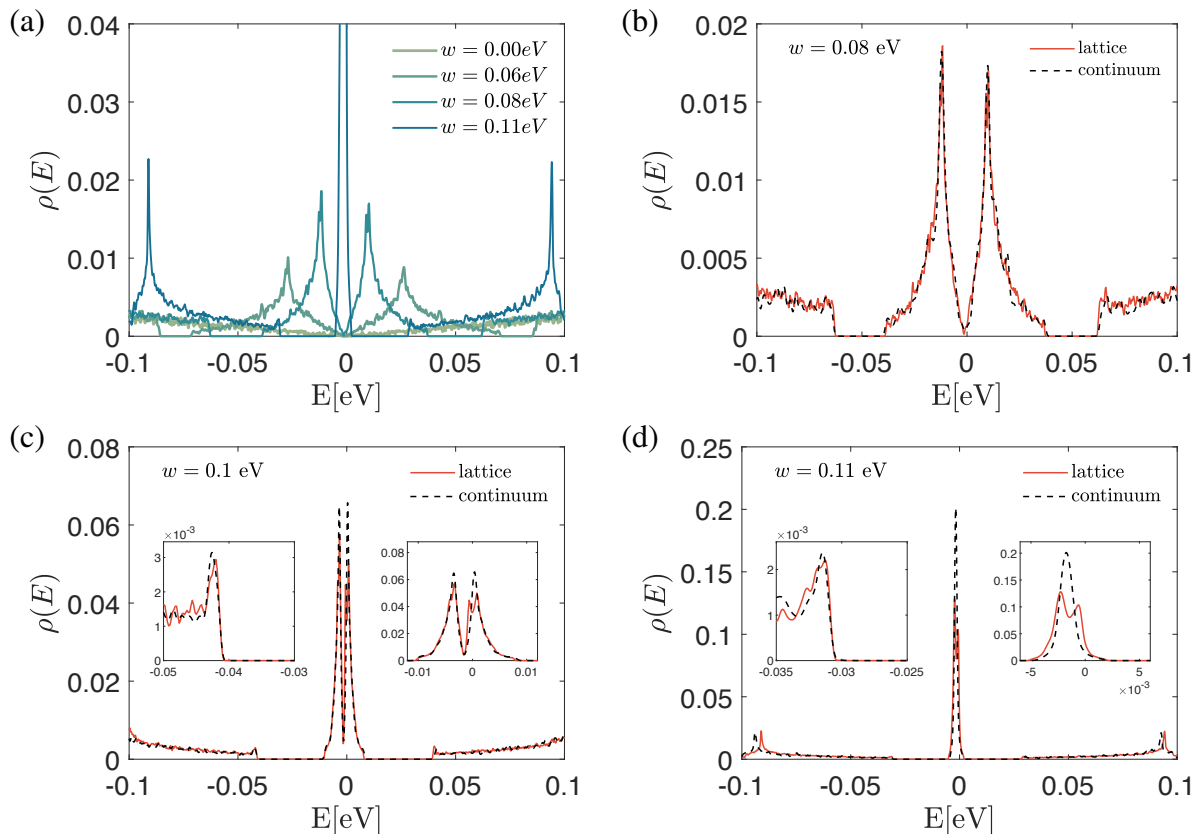 (a)
0.04
0.03
0.02
0.01
0
ρ(E)
w = 0.00eV
w = 0.06eV
w = 0.08eV
w = 0.11eV
-0.1 -0.05 0 0.05 0.1
E[eV]
(b)
0.02
0.015
0.01
0.005
0
ρ(E)
w = 0.08 eV
lattice
continuum
-0.1 -0.05 0 0.05 0.1
E[eV]
(c)
0.08
0.06
0.04
0.02
0
ρ(E)
w = 0.1 eV
lattice
continuum
×10⁻³
3
2
1
0
-0.05 -0.04 -0.03
0.08
0.06
0.04
0.02
0
-0.01 0 0.01
-0.1 -0.05 0 0.05 0.1
E[eV]
(d)
0.25
0.2
0.15
0.1
0.05
0
ρ(E)
w = 0.11 eV
lattice
continuum
×10⁻³
2
1
0
-0.035 -0.03 -0.025
0.2
0.15
0.1
0.05
0
-5 0 5
×10⁻³
-0.1 -0.05 0 0.05 0.1
E[eV]